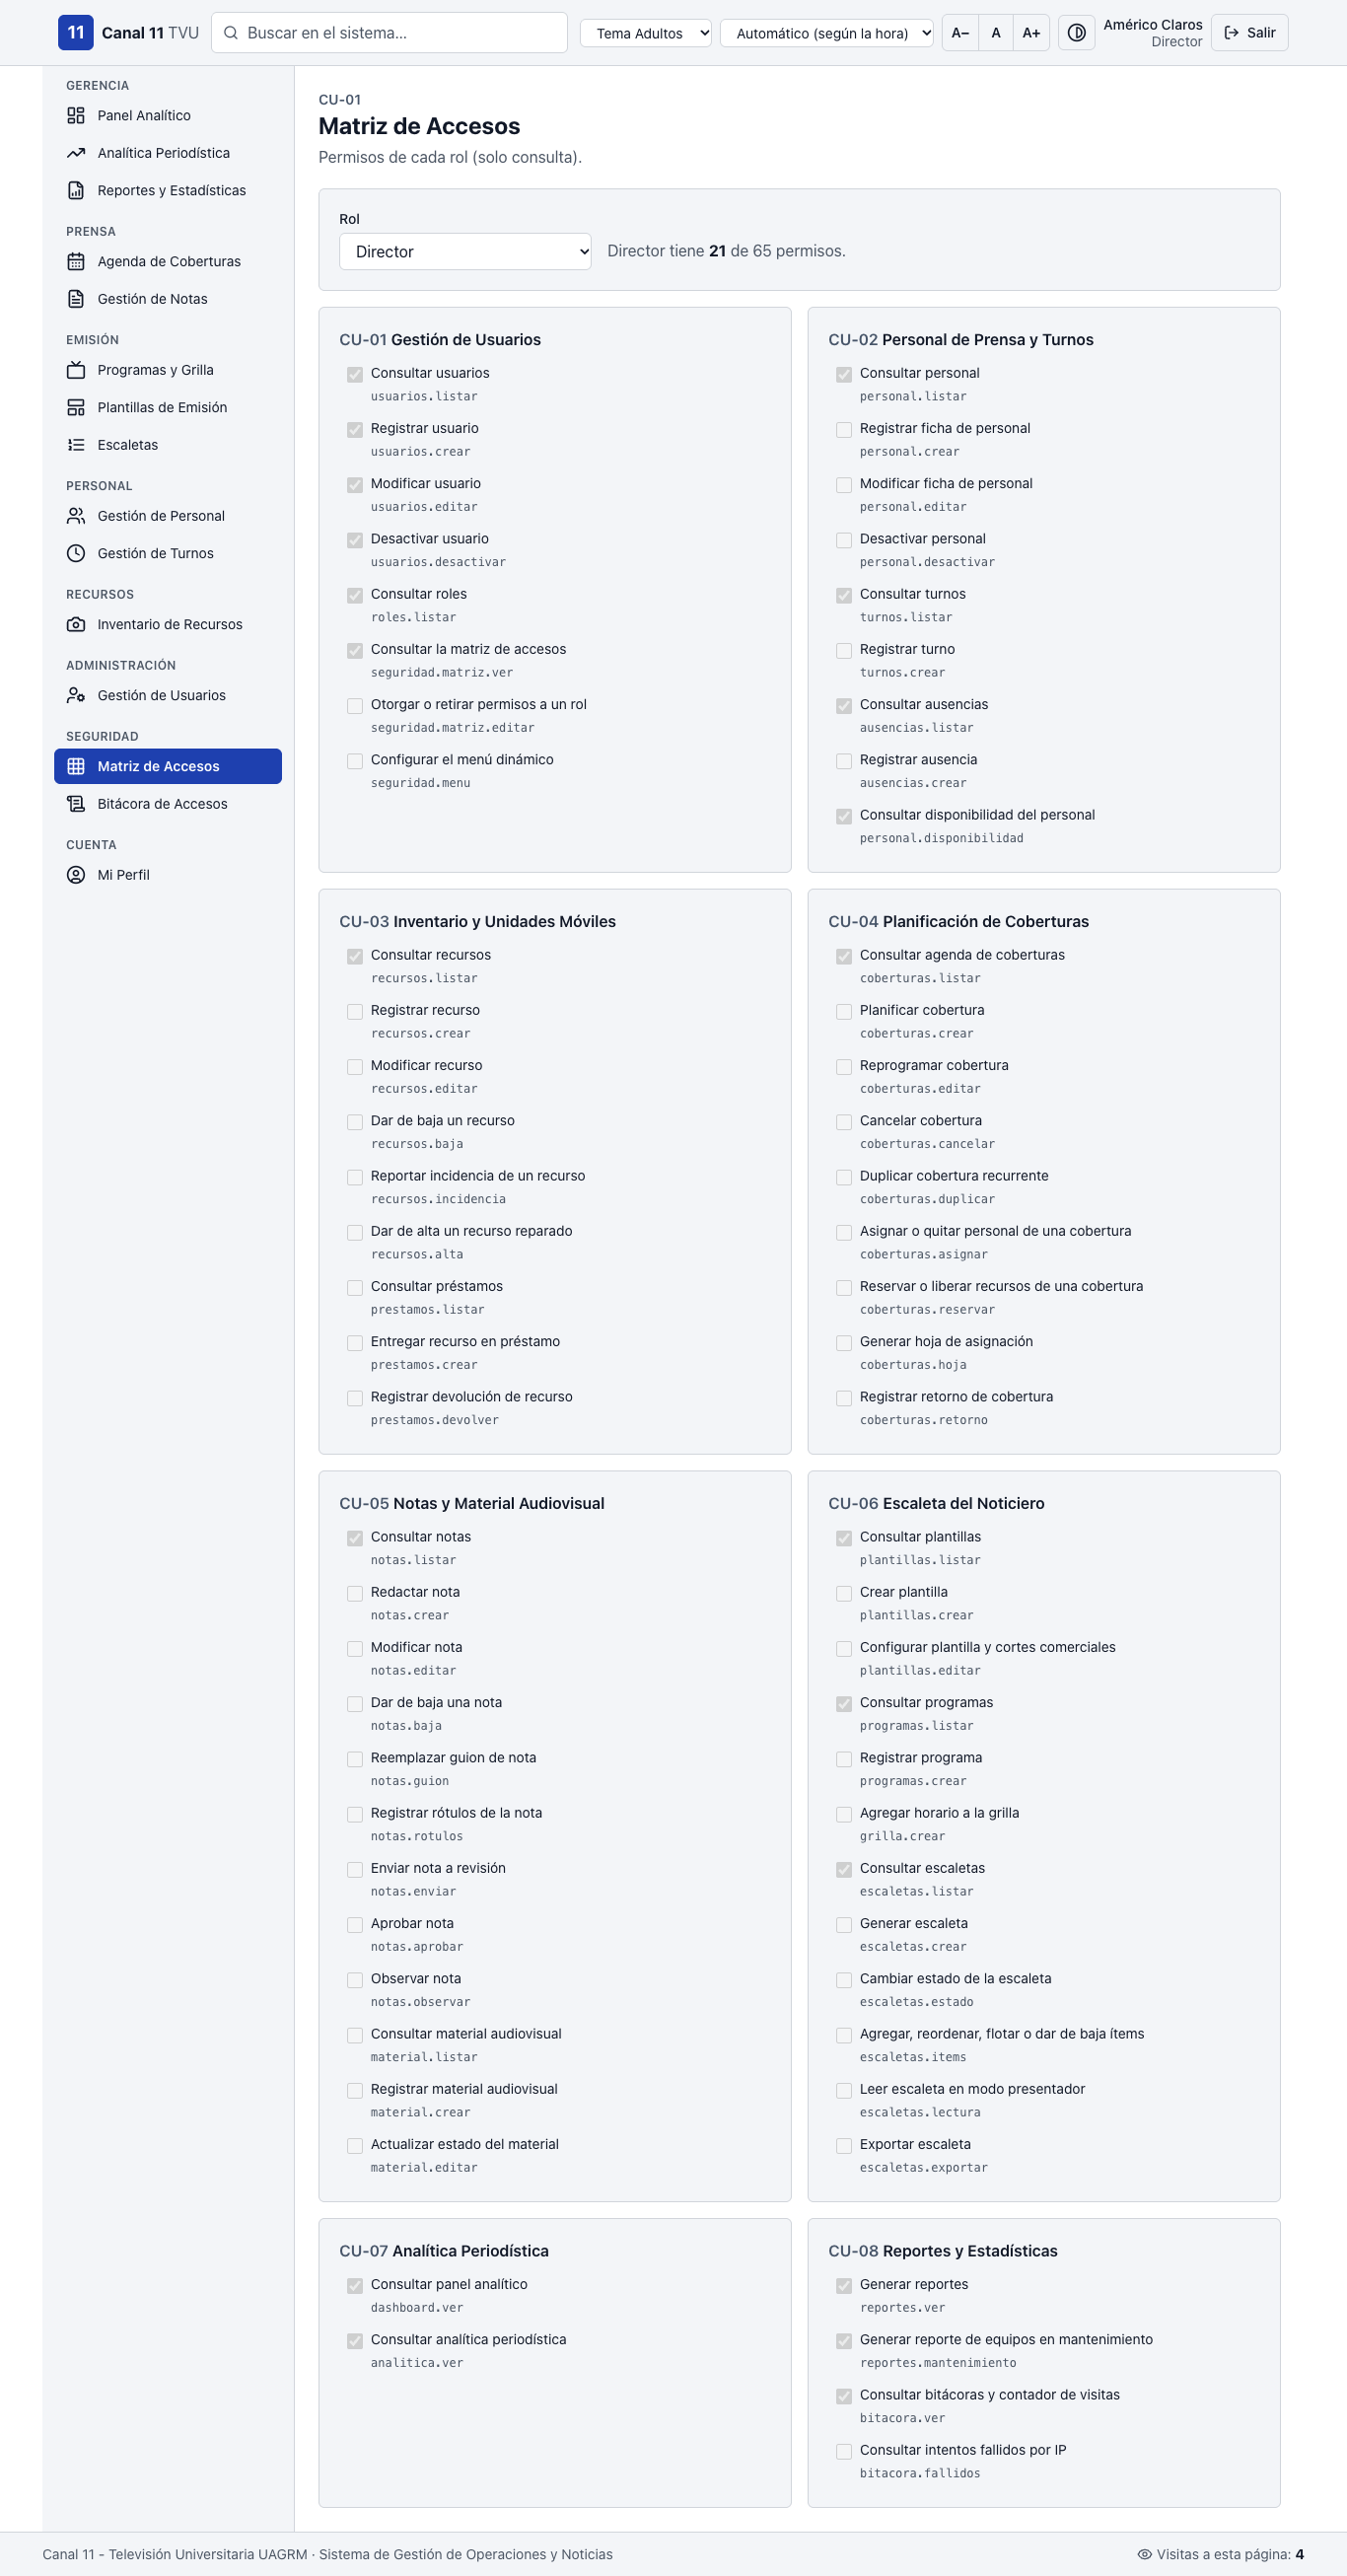 11 Canal 11 TVU
Buscar en el sistema...
Tema Adultos
Automático (según la hora)
A− A A+
Américo Claros
Director
Salir
GERENCIA
Panel Analítico
Analítica Periodística
Reportes y Estadísticas
PRENSA
Agenda de Coberturas
Gestión de Notas
EMISIÓN
Programas y Grilla
Plantillas de Emisión
Escaletas
PERSONAL
Gestión de Personal
Gestión de Turnos
RECURSOS
Inventario de Recursos
ADMINISTRACIÓN
Gestión de Usuarios
SEGURIDAD
Matriz de Accesos
Bitácora de Accesos
CUENTA
Mi Perfil
CU-01
Matriz de Accesos
Permisos de cada rol (solo consulta).
Rol
Director
Director tiene 21 de 65 permisos.
CU-01 Gestión de Usuarios
Consultar usuarios
usuarios.listar
Registrar usuario
usuarios.crear
Modificar usuario
usuarios.editar
Desactivar usuario
usuarios.desactivar
Consultar roles
roles.listar
Consultar la matriz de accesos
seguridad.matriz.ver
Otorgar o retirar permisos a un rol
seguridad.matriz.editar
Configurar el menú dinámico
seguridad.menu
CU-02 Personal de Prensa y Turnos
Consultar personal
personal.listar
Registrar ficha de personal
personal.crear
Modificar ficha de personal
personal.editar
Desactivar personal
personal.desactivar
Consultar turnos
turnos.listar
Registrar turno
turnos.crear
Consultar ausencias
ausencias.listar
Registrar ausencia
ausencias.crear
Consultar disponibilidad del personal
personal.disponibilidad
CU-03 Inventario y Unidades Móviles
Consultar recursos
recursos.listar
Registrar recurso
recursos.crear
Modificar recurso
recursos.editar
Dar de baja un recurso
recursos.baja
Reportar incidencia de un recurso
recursos.incidencia
Dar de alta un recurso reparado
recursos.alta
Consultar préstamos
prestamos.listar
Entregar recurso en préstamo
prestamos.crear
Registrar devolución de recurso
prestamos.devolver
CU-04 Planificación de Coberturas
Consultar agenda de coberturas
coberturas.listar
Planificar cobertura
coberturas.crear
Reprogramar cobertura
coberturas.editar
Cancelar cobertura
coberturas.cancelar
Duplicar cobertura recurrente
coberturas.duplicar
Asignar o quitar personal de una cobertura
coberturas.asignar
Reservar o liberar recursos de una cobertura
coberturas.reservar
Generar hoja de asignación
coberturas.hoja
Registrar retorno de cobertura
coberturas.retorno
CU-05 Notas y Material Audiovisual
Consultar notas
notas.listar
Redactar nota
notas.crear
Modificar nota
notas.editar
Dar de baja una nota
notas.baja
Reemplazar guion de nota
notas.guion
Registrar rótulos de la nota
notas.rotulos
Enviar nota a revisión
notas.enviar
Aprobar nota
notas.aprobar
Observar nota
notas.observar
Consultar material audiovisual
material.listar
Registrar material audiovisual
material.crear
Actualizar estado del material
material.editar
CU-06 Escaleta del Noticiero
Consultar plantillas
plantillas.listar
Crear plantilla
plantillas.crear
Configurar plantilla y cortes comerciales
plantillas.editar
Consultar programas
programas.listar
Registrar programa
programas.crear
Agregar horario a la grilla
grilla.crear
Consultar escaletas
escaletas.listar
Generar escaleta
escaletas.crear
Cambiar estado de la escaleta
escaletas.estado
Agregar, reordenar, flotar o dar de baja ítems
escaletas.items
Leer escaleta en modo presentador
escaletas.lectura
Exportar escaleta
escaletas.exportar
CU-07 Analítica Periodística
Consultar panel analítico
dashboard.ver
Consultar analítica periodística
analitica.ver
CU-08 Reportes y Estadísticas
Generar reportes
reportes.ver
Generar reporte de equipos en mantenimiento
reportes.mantenimiento
Consultar bitácoras y contador de visitas
bitacora.ver
Consultar intentos fallidos por IP
bitacora.fallidos
Canal 11 - Televisión Universitaria UAGRM · Sistema de Gestión de Operaciones y Noticias
Visitas a esta página: 4